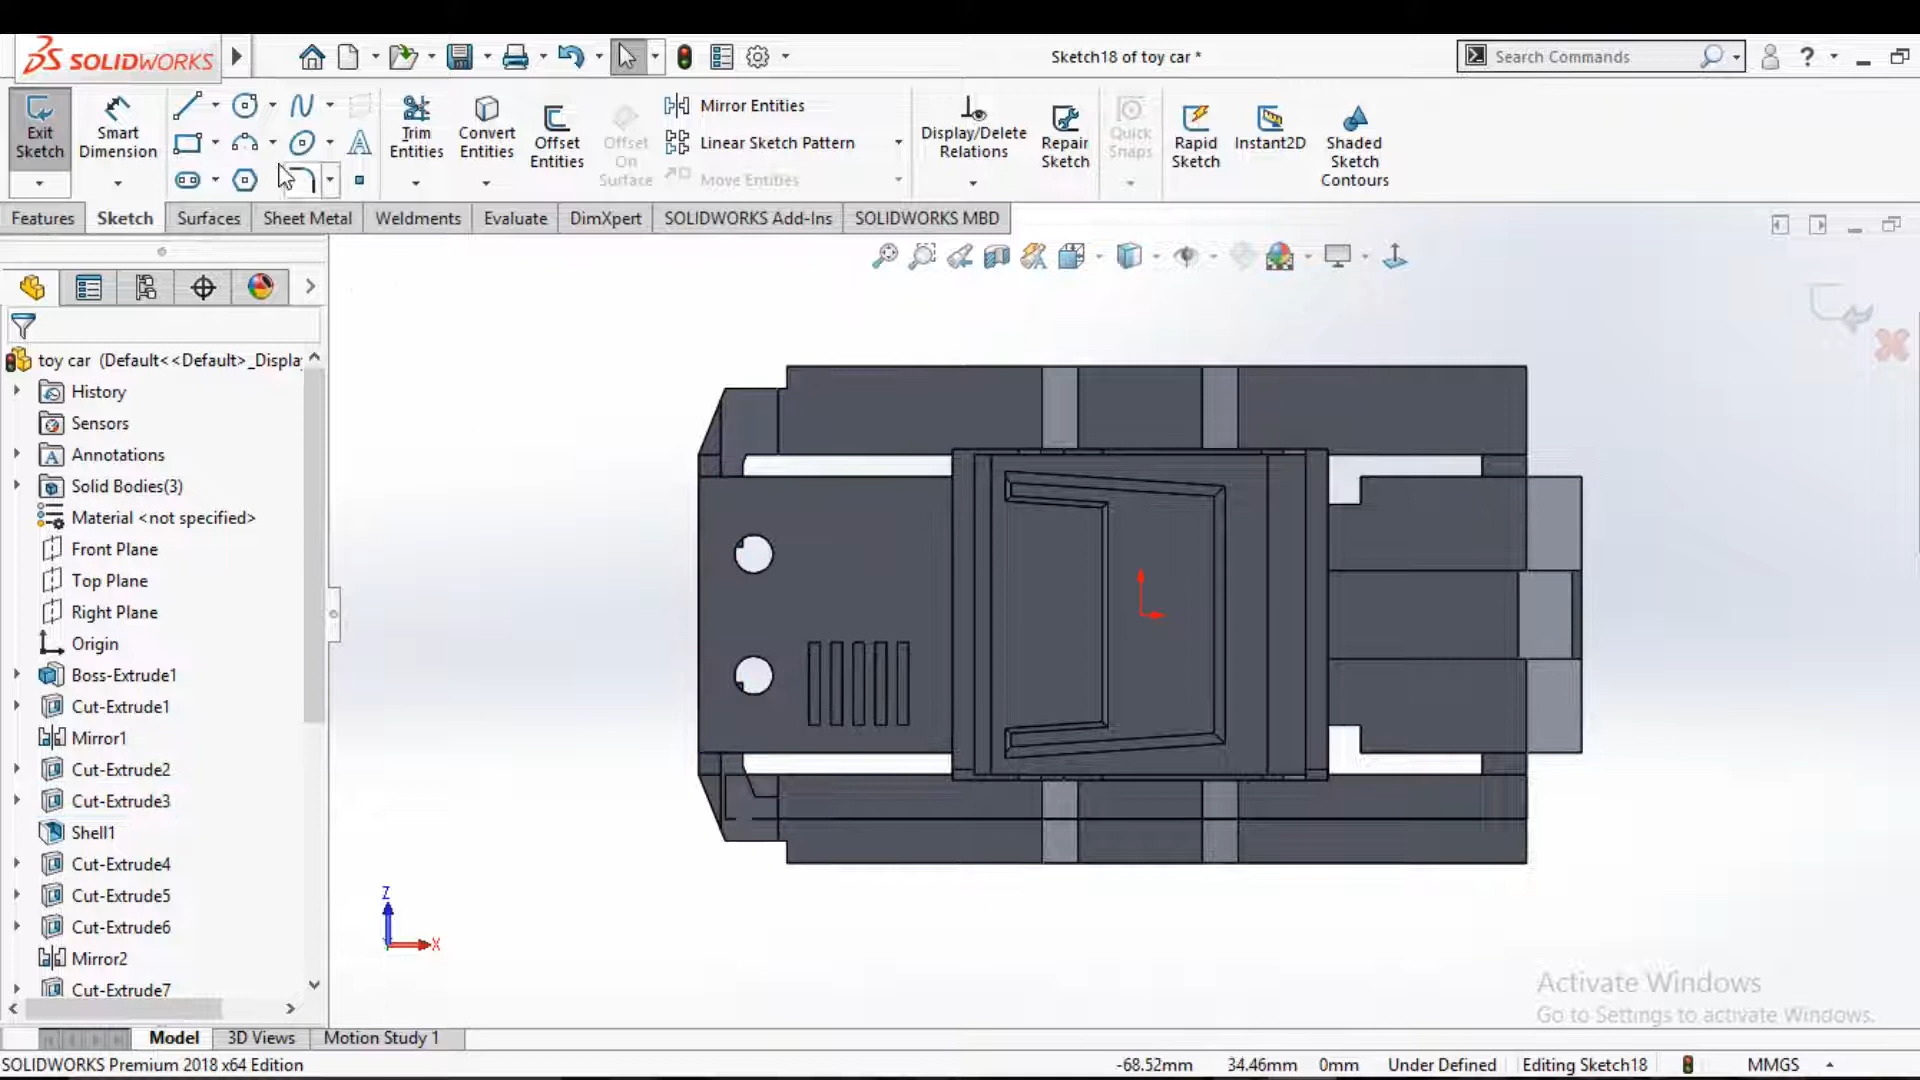 SOLIDWORKS
Sketch18 of toy car *
Search Commands
?
Exit Sketch
Smart Dimension
Trim Entities
Convert Entities
Offset Entities
Offset On Surface
Mirror Entities
Linear Sketch Pattern
Move Entities
Display/Delete Relations
Repair Sketch
Quick Snaps
Rapid Sketch
Instant2D
Shaded Sketch Contours
Features
Sketch
Surfaces
Sheet Metal
Weldments
Evaluate
DimXpert
SOLIDWORKS Add-Ins
SOLIDWORKS MBD
toy car (Default<<Default>_Displa
History
Sensors
Annotations
Solid Bodies(3)
Material <not specified>
Front Plane
Top Plane
Right Plane
Origin
Boss-Extrude1
Cut-Extrude1
Mirror1
Cut-Extrude2
Cut-Extrude3
Shell1
Cut-Extrude4
Cut-Extrude5
Cut-Extrude6
Mirror2
Cut-Extrude7
Z
X
Activate Windows
Go to Settings to activate Windows.
Model
3D Views
Motion Study 1
SOLIDWORKS Premium 2018 x64 Edition
-68.52mm
34.46mm
0mm
Under Defined
Editing Sketch18
MMGS